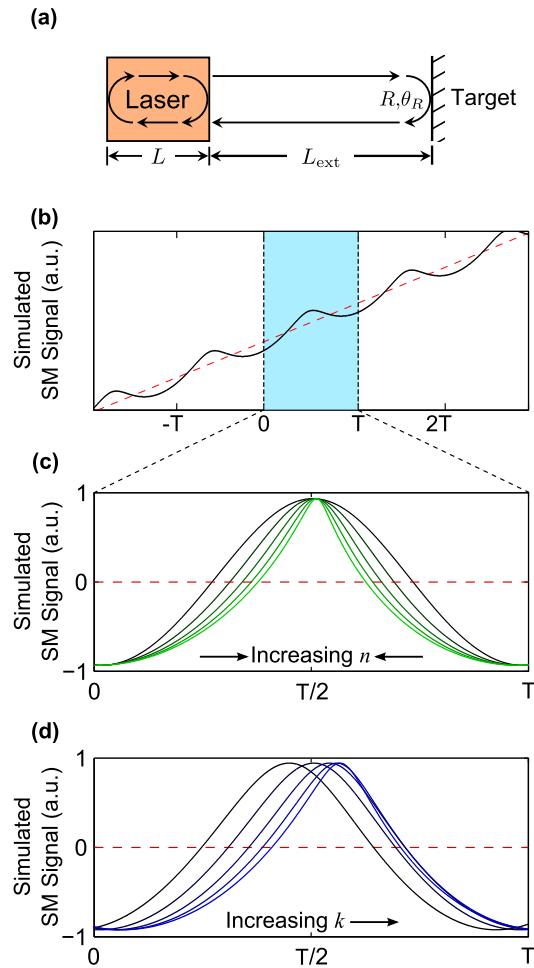 (a)
Laser
R,θ_R
Target
L
L_ext
(b)
Simulated
SM Signal (a.u.)
-T
0
T
2T
(c)
Simulated
SM Signal (a.u.)
1
0
−1
Increasing n
0
T/2
T
(d)
Simulated
SM Signal (a.u.)
1
0
−1
Increasing k
0
T/2
T